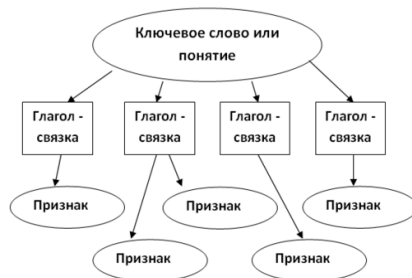 Ключевое слово или
понятие
Глагол -
связка
Глагол -
связка
Глагол -
связка
Глагол -
связка
Признак
Признак
Признак
Признак
Признак